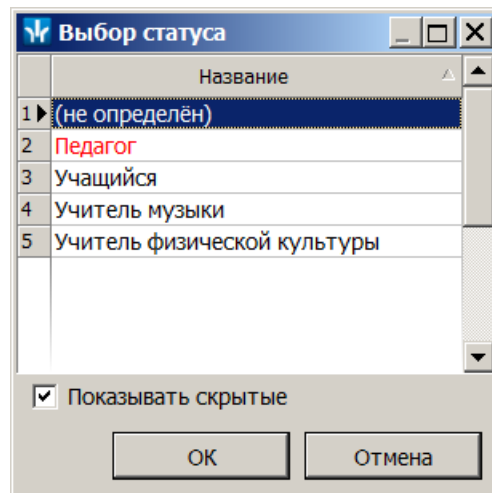 Выбор статуса
Название
1 (не определён)
2 Педагог
3 Учащийся
4 Учитель музыки
5 Учитель физической культуры
Показывать скрытые
ОК Отмена